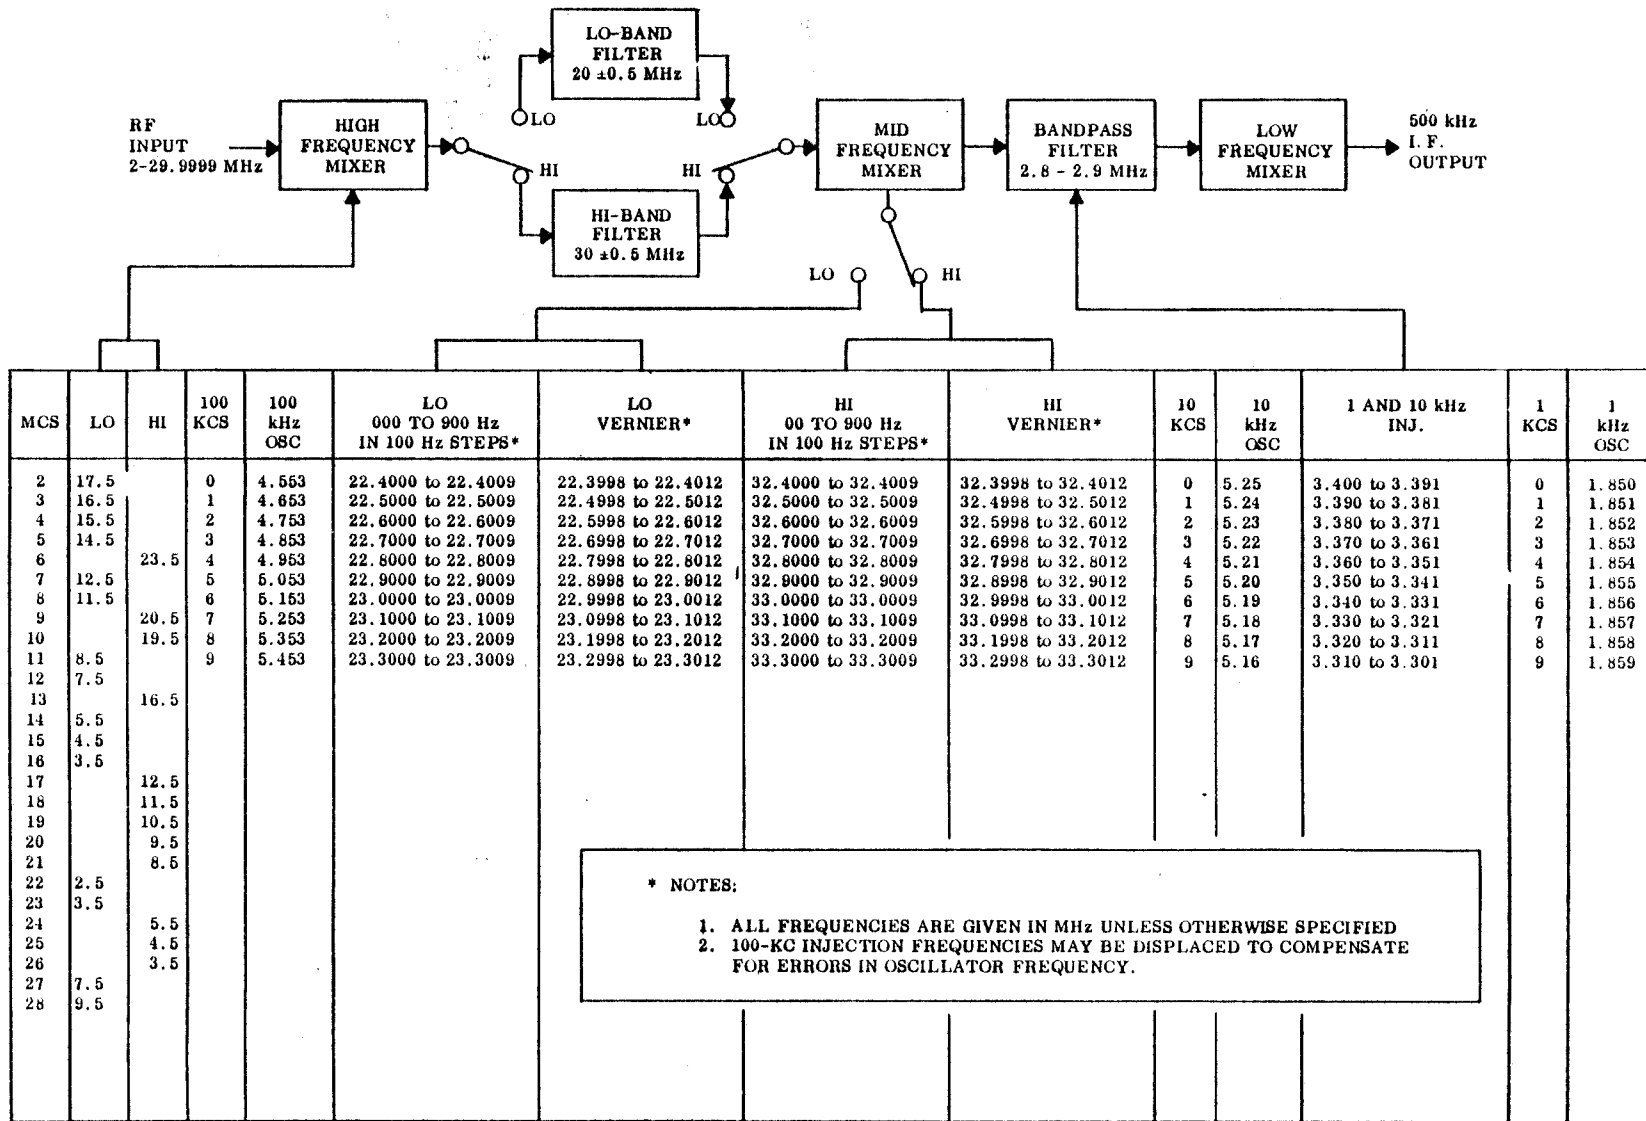 LO-BAND
FILTER
20 ±0.5 MHz
RF
INPUT
2-29.9999 MHz
HIGH
FREQUENCY
MIXER
LO
LO
HI
HI
HI-BAND
FILTER
30 ±0.5 MHz
MID
FREQUENCY
MIXER
BANDPASS
FILTER
2.8 - 2.9 MHz
LOW
FREQUENCY
MIXER
500 kHz
I. F.
OUTPUT
LO
HI
MCS LO HI 100 KCS 100 kHz OSC LO 000 TO 900 Hz IN 100 Hz STEPS* LO VERNIER* HI 00 TO 900 Hz IN 100 Hz STEPS* HI VERNIER* 10 KCS 10 kHz OSC 1 AND 10 kHz INJ. 1 KCS 1 kHz OSC
2 17.5 0 4.553 22.4000 to 22.4009 22.3998 to 22.4012 32.4000 to 32.4009 32.3998 to 32.4012 0 5.25 3.400 to 3.391 0 1.850
3 16.5 1 4.653 22.5000 to 22.5009 22.4998 to 22.5012 32.5000 to 32.5009 32.4998 to 32.5012 1 5.24 3.390 to 3.381 1 1.851
4 15.5 2 4.753 22.6000 to 22.6009 22.5998 to 22.6012 32.6000 to 32.6009 32.5998 to 32.6012 2 5.23 3.380 to 3.371 2 1.852
5 14.5 3 4.853 22.7000 to 22.7009 22.6998 to 22.7012 32.7000 to 32.7009 32.6998 to 32.7012 3 5.22 3.370 to 3.361 3 1.853
6 23.5 4 4.953 22.8000 to 22.8009 22.7998 to 22.8012 32.8000 to 32.8009 32.7998 to 32.8012 4 5.21 3.360 to 3.351 4 1.854
7 12.5 5 5.053 22.9000 to 22.9009 22.8998 to 22.9012 32.9000 to 32.9009 32.8998 to 32.9012 5 5.20 3.350 to 3.341 5 1.855
8 11.5 6 5.153 23.0000 to 23.0009 22.9998 to 23.0012 33.0000 to 33.0009 32.9998 to 33.0012 6 5.19 3.340 to 3.331 6 1.856
9 20.5 7 5.253 23.1000 to 23.1009 23.0998 to 23.1012 33.1000 to 33.1009 33.0998 to 33.1012 7 5.18 3.330 to 3.321 7 1.857
10 19.5 8 5.353 23.2000 to 23.2009 23.1998 to 23.2012 33.2000 to 33.2009 33.1998 to 33.2012 8 5.17 3.320 to 3.311 8 1.858
11 8.5 9 5.453 23.3000 to 23.3009 23.2998 to 23.3012 33.3000 to 33.3009 33.2998 to 33.3012 9 5.16 3.310 to 3.301 9 1.859
12 7.5
13 16.5
14 5.5
15 4.5
16 3.5
17 12.5
18 11.5
19 10.5
20 9.5
21 8.5
22 2.5
23 3.5
24 5.5
25 4.5
26 3.5
27 7.5
28 9.5
* NOTES:
1. ALL FREQUENCIES ARE GIVEN IN MHz UNLESS OTHERWISE SPECIFIED
2. 100-KC INJECTION FREQUENCIES MAY BE DISPLACED TO COMPENSATE
FOR ERRORS IN OSCILLATOR FREQUENCY.